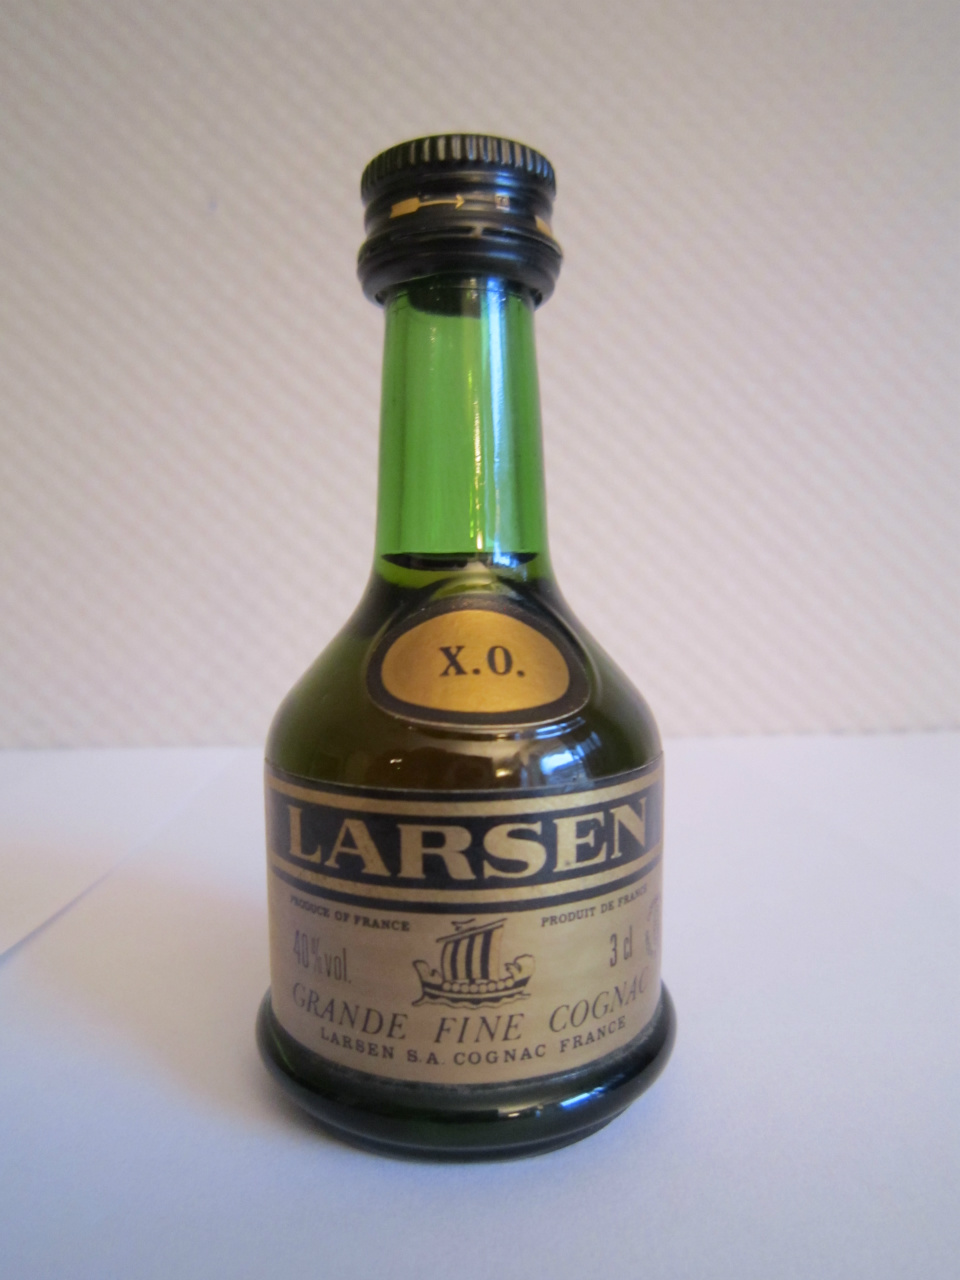 X.O.
LARSEN
PRODUCE OF FRANCE PRODUIT DE FRANCE
40% vol. 3 cl
GRANDE FINE COGNAC
LARSEN S.A. COGNAC FRANCE